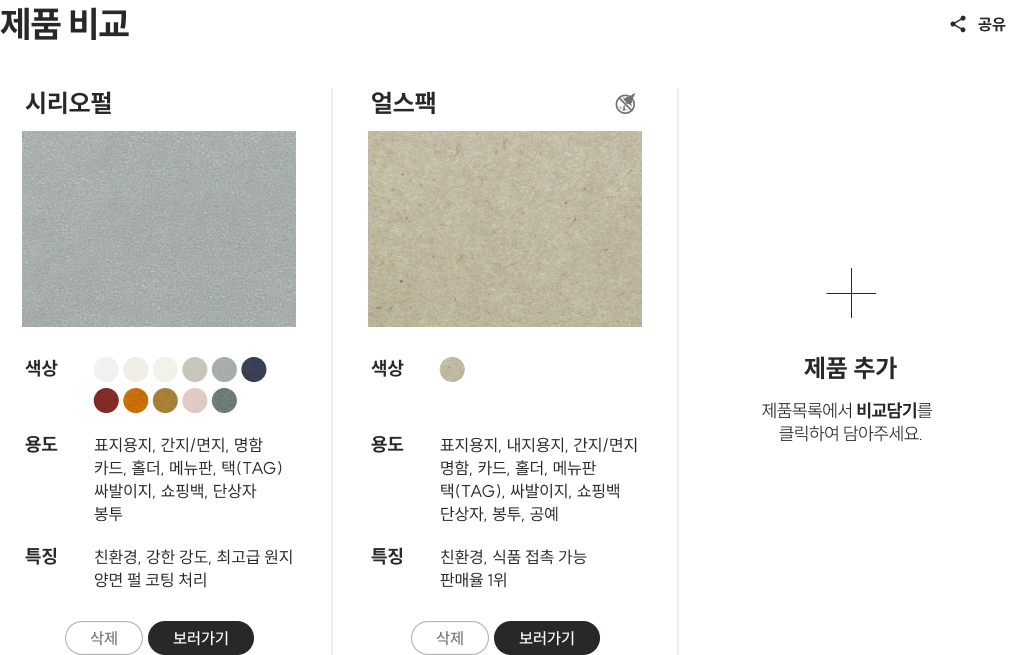 제품 비교
공유
시리오펄
색상
용도
표지용지, 간지/면지, 명함
카드, 홀더, 메뉴판, 택(TAG)
싸발이지, 쇼핑백, 단상자
봉투
특징
친환경, 강한 강도, 최고급 원지
양면 펄 코팅 처리
삭제
보러가기
얼스팩
색상
용도
표지용지, 내지용지, 간지/면지
명함, 카드, 홀더, 메뉴판
택(TAG), 싸발이지, 쇼핑백
단상자, 봉투, 공예
특징
친환경, 식품 접촉 가능
판매율 1위
삭제
보러가기
제품 추가
제품목록에서 비교담기를
클릭하여 담아주세요.